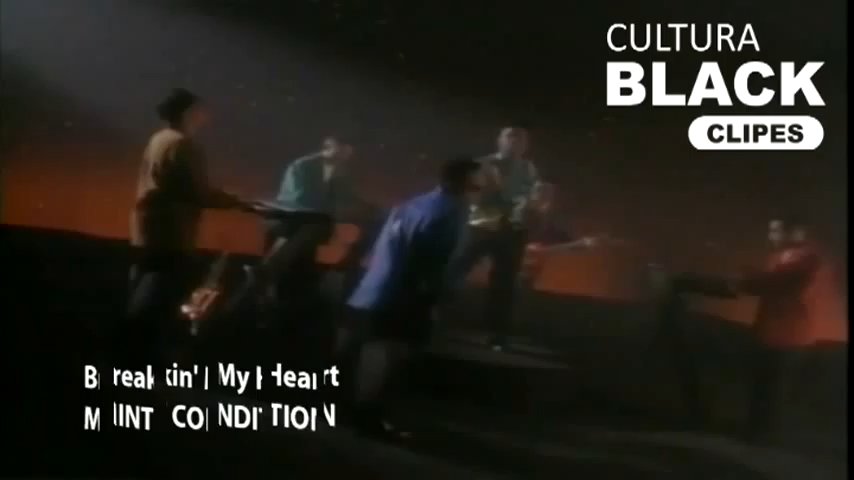 CULTURA
BLACK
CLIPES
Breakin' My Heart
MINT CONDITION